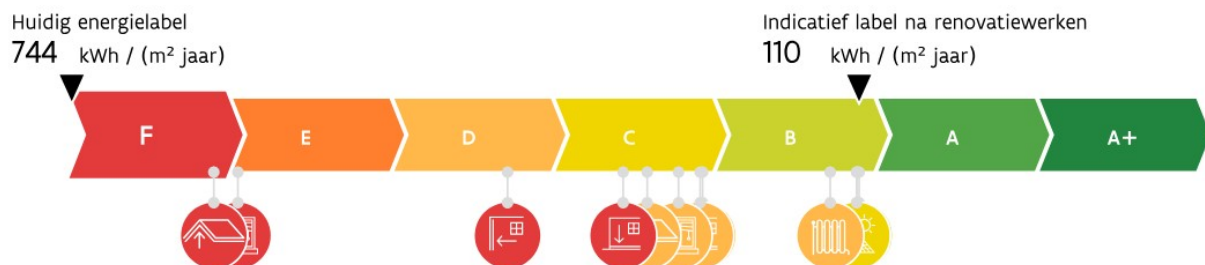 Huidig energielabel
744 kWh / (m² jaar)
Indicatief label na renovatiewerken
110 kWh / (m² jaar)
F E D C B A A+